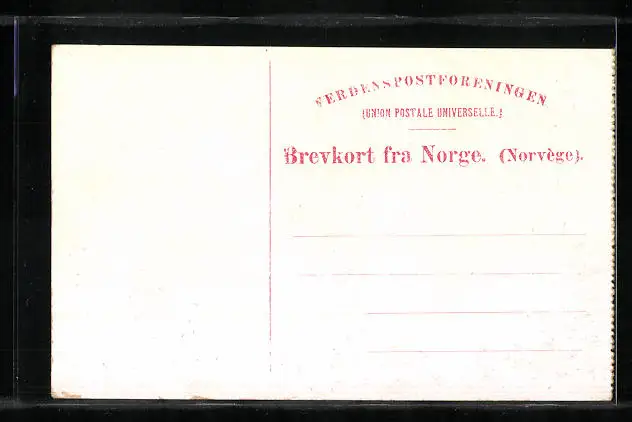 VERDENSPOSTFORENINGEN
(UNION POSTALE UNIVERSELLE.)
Brevkort fra Norge. (Norvège).